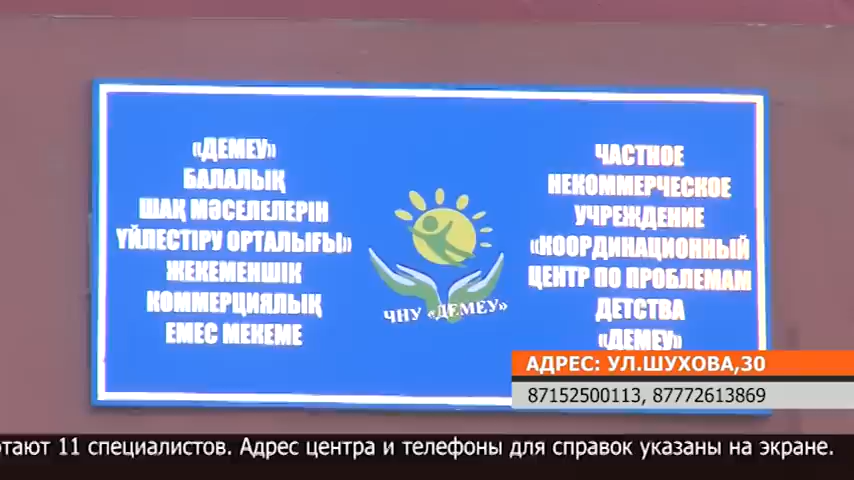 «ДЕМЕУ»
БАЛАЛЫҚ
ШАҚ МӘСЕЛЕЛЕРІН
ҮЙЛЕСТІРУ ОРТАЛЫҒЫ»
ЖЕКЕМЕНШІК
КОММЕРЦИЯЛЫҚ
ЕМЕС МЕКЕМЕ
ЧНУ «ДЕМЕУ»
ЧАСТНОЕ
НЕКОММЕРЧЕСКОЕ
УЧРЕЖДЕНИЕ
«КООРДИНАЦИОННЫЙ
ЦЕНТР ПО ПРОБЛЕМАМ
ДЕТСТВА
«ДЕМЕУ»
АДРЕС: УЛ.ШУХОВА,30
87152500113, 87772613869
11 специалистов. Адрес центра и телефоны для справок указаны на экране.